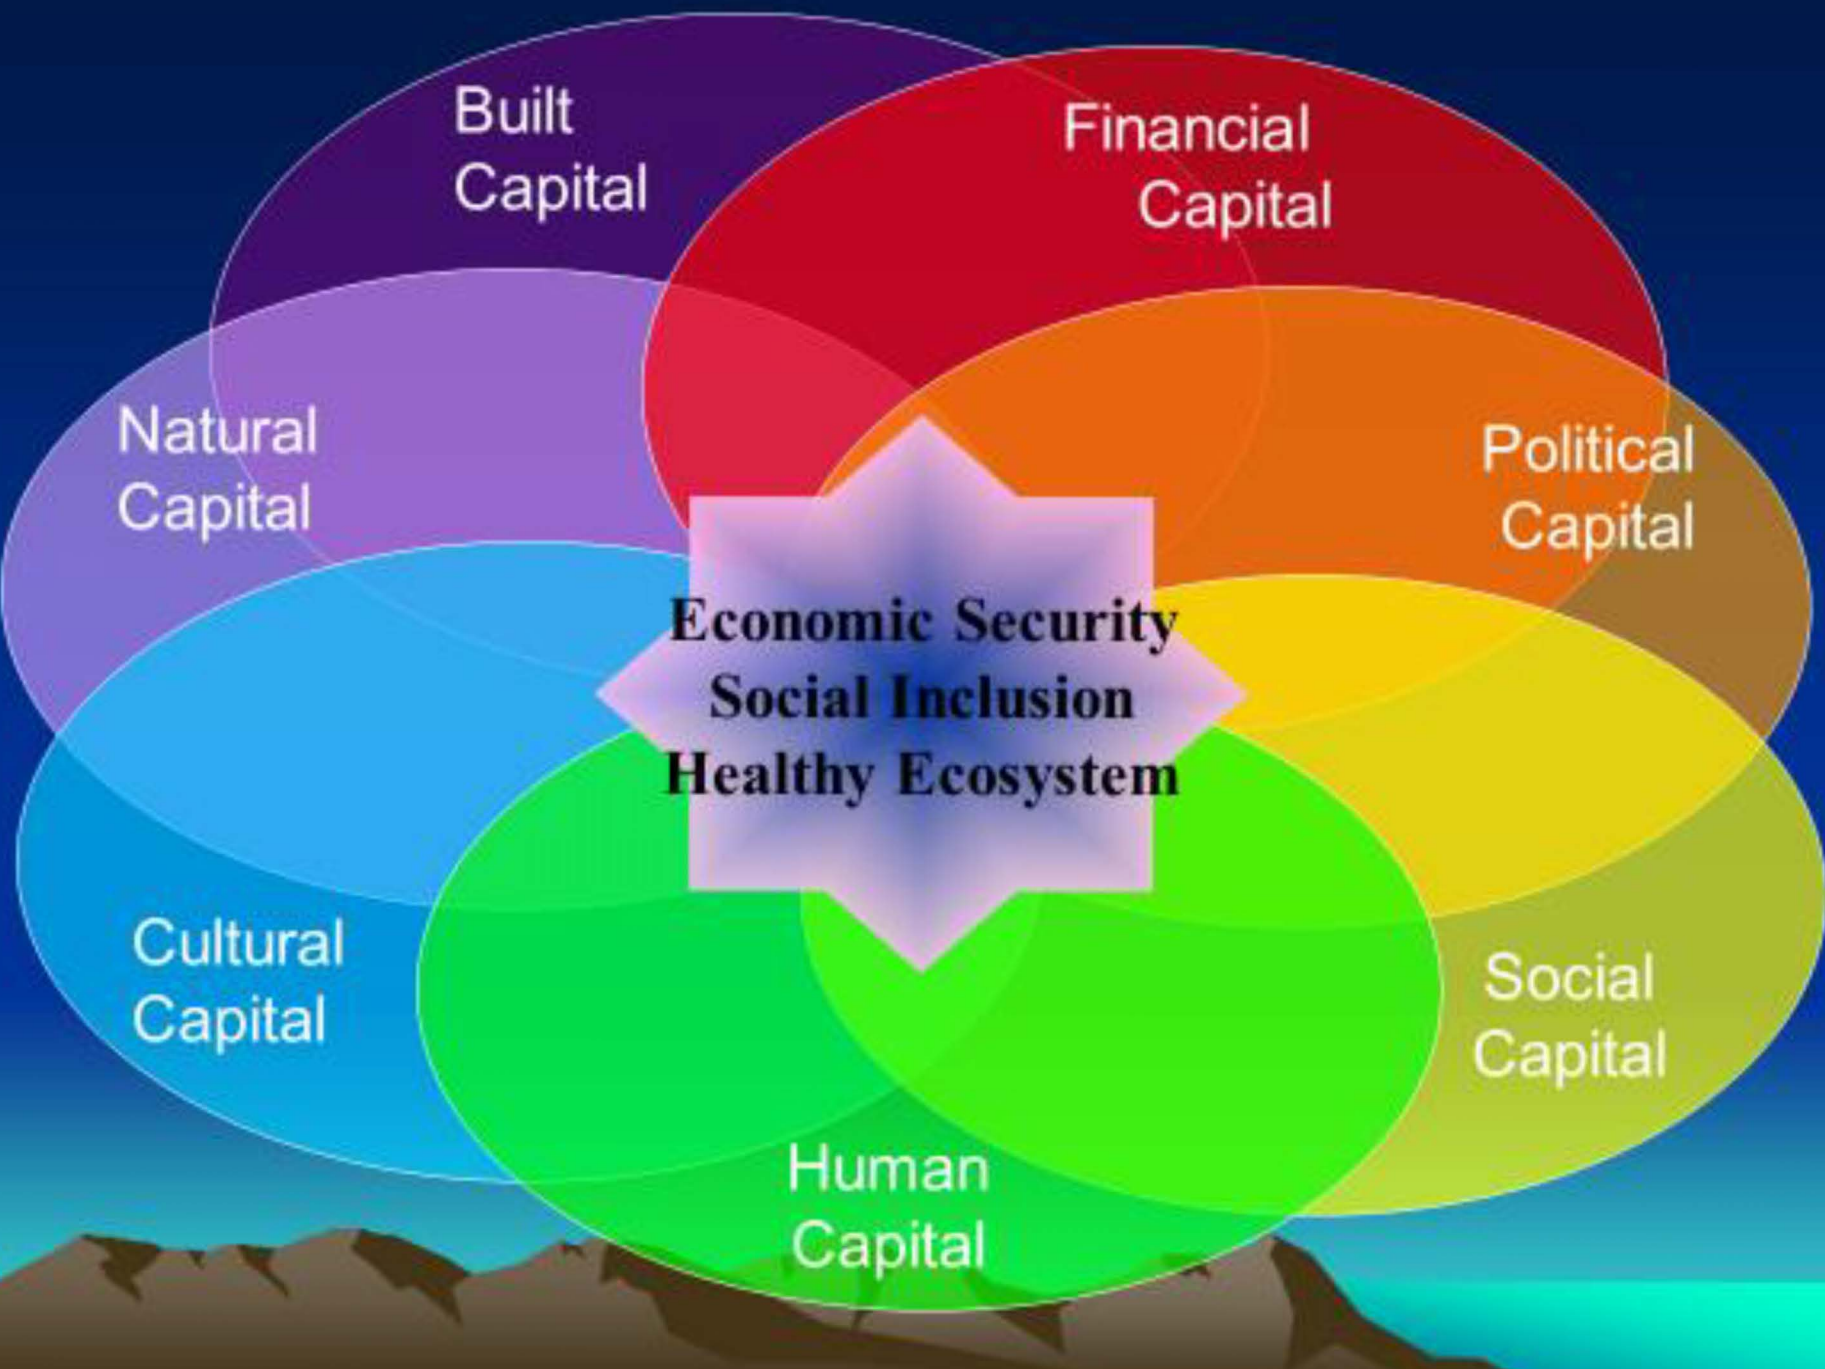 Built
Capital
Financial
Capital
Natural
Capital
Political
Capital
Economic Security
Social Inclusion
Healthy Ecosystem
Cultural
Capital
Social
Capital
Human
Capital